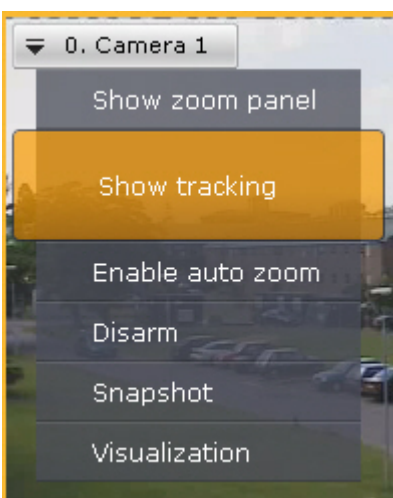 0. Camera 1
Show zoom panel
Show tracking
Enable auto zoom
Disarm
Snapshot
Visualization